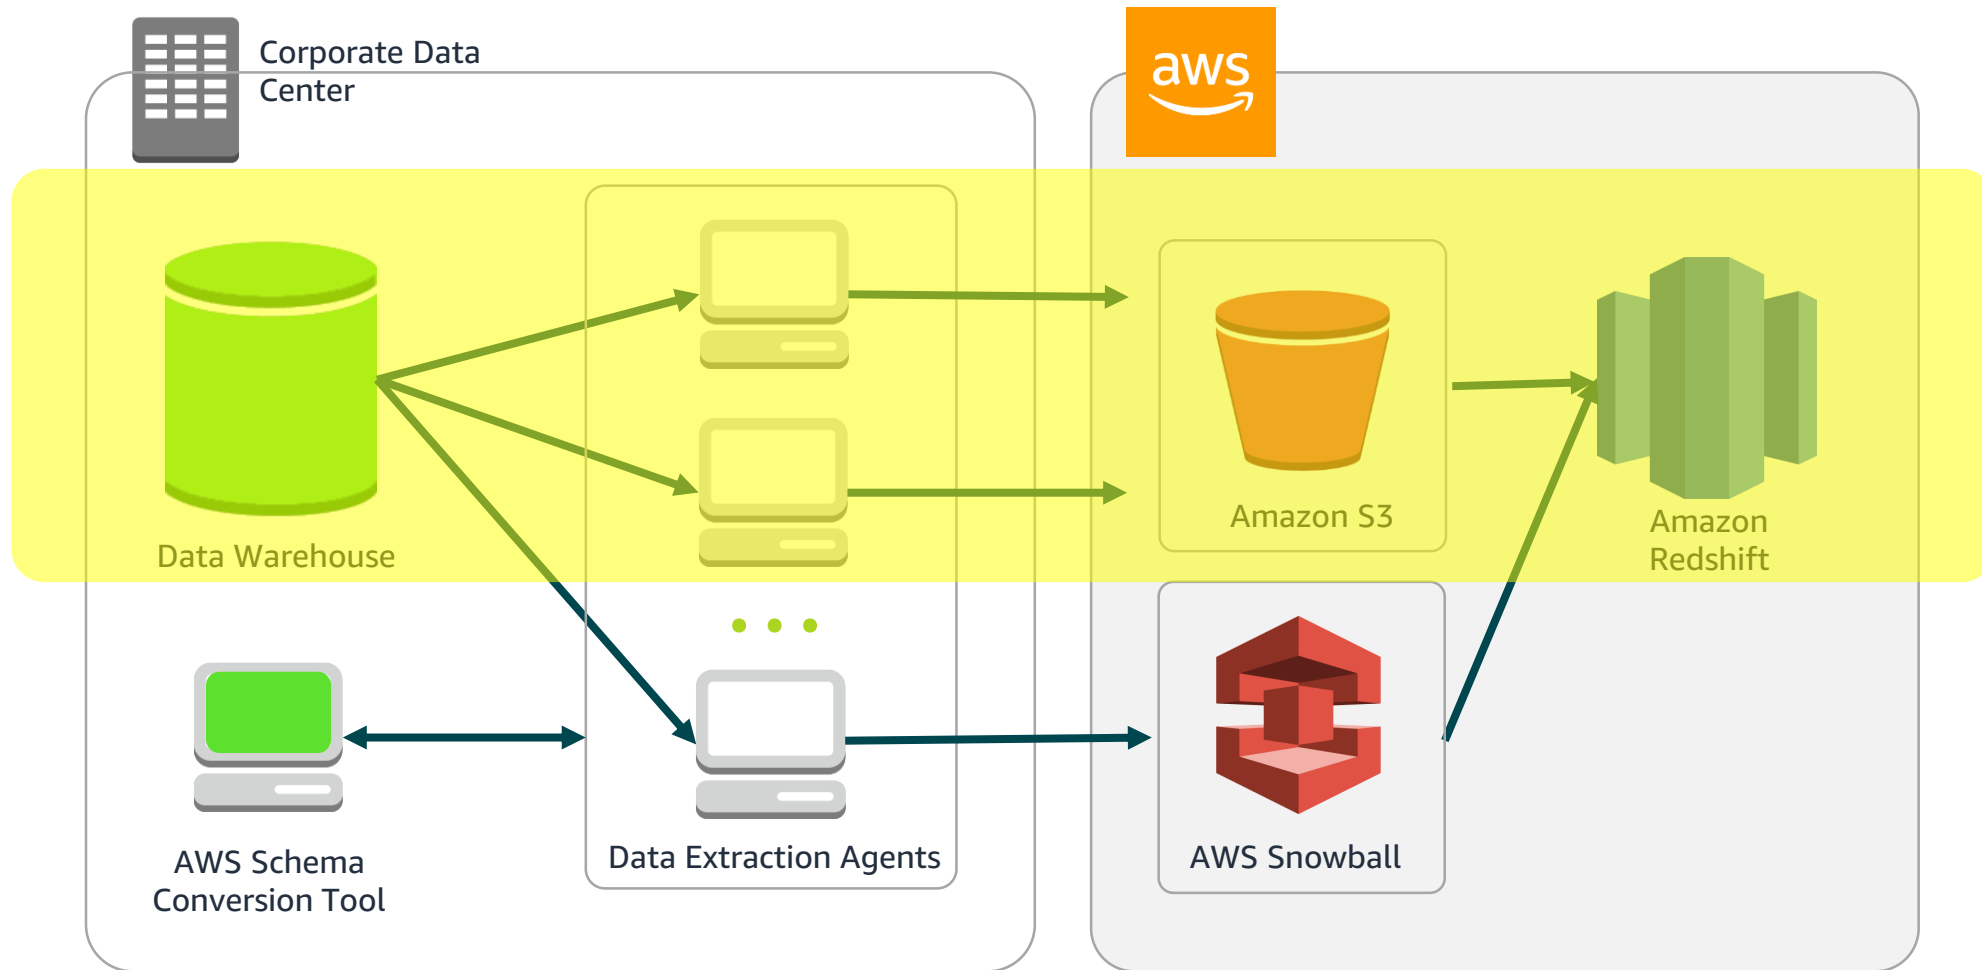 Corporate Data
Center
aws
Data Warehouse
Amazon S3
Amazon
Redshift
AWS Schema
Conversion Tool
Data Extraction Agents
AWS Snowball